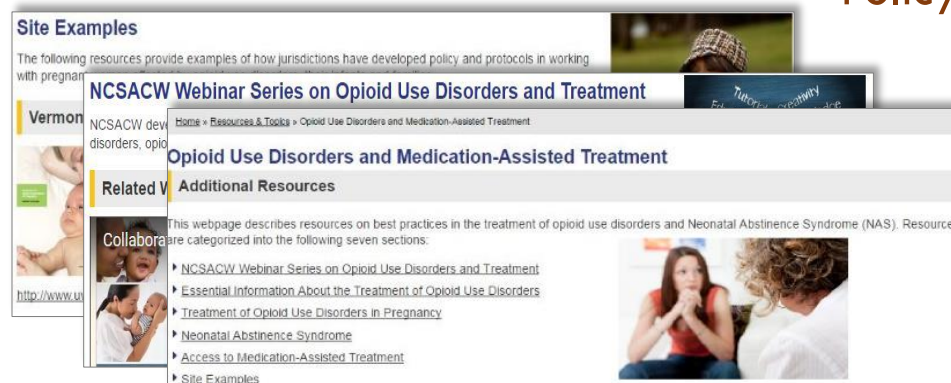 Policy
Site Examples
The following resources provide examples of how jurisdictions have developed policy and protocols in working
with pregnan
Vermon
http://www.uv
NCSACW Webinar Series on Opioid Use Disorders and Treatment
NCSACW deve
disorders, opio
Related W
Collabora
Tutorial creativity
Home » Resources & Topics » Opioid Use Disorders and Medication-Assisted Treatment
Opioid Use Disorders and Medication-Assisted Treatment
Additional Resources
This webpage describes resources on best practices in the treatment of opioid use disorders and Neonatal Abstinence Syndrome (NAS). Resource
are categorized into the following seven sections:
NCSACW Webinar Series on Opioid Use Disorders and Treatment
Essential Information About the Treatment of Opioid Use Disorders
Treatment of Opioid Use Disorders in Pregnancy
Neonatal Abstinence Syndrome
Access to Medication-Assisted Treatment
Site Examples